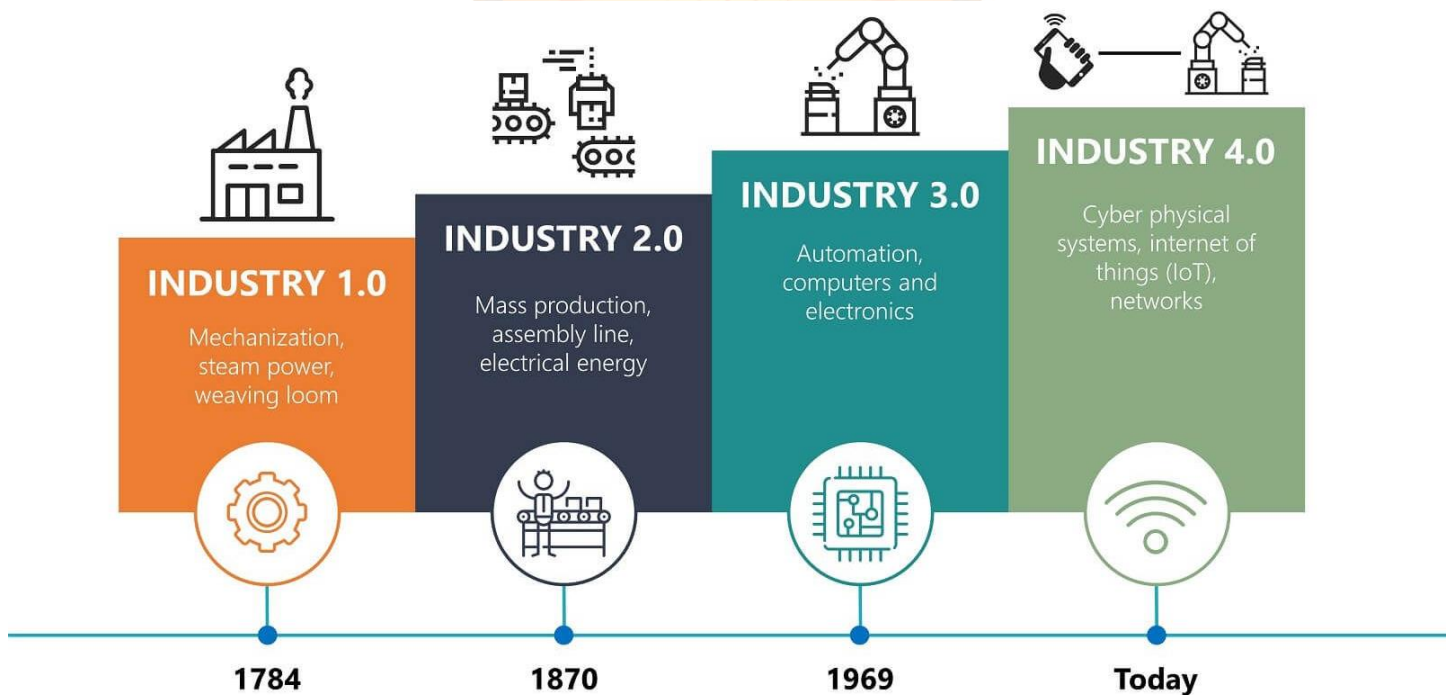 INDUSTRY 1.0
Mechanization,
steam power,
weaving loom
INDUSTRY 2.0
Mass production,
assembly line,
electrical energy
INDUSTRY 3.0
Automation,
computers and
electronics
INDUSTRY 4.0
Cyber physical
systems, internet of
things (IoT),
networks
1784
1870
1969
Today